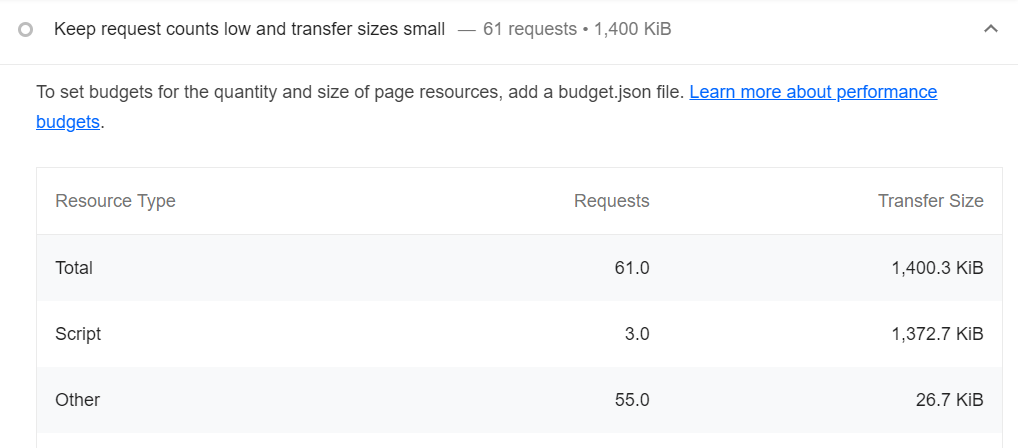 Keep request counts low and transfer sizes small — 61 requests • 1,400 KiB
To set budgets for the quantity and size of page resources, add a budget.json file. Learn more about performance
budgets.
Resource Type Requests Transfer Size
Total 61.0 1,400.3 KiB
Script 3.0 1,372.7 KiB
Other 55.0 26.7 KiB